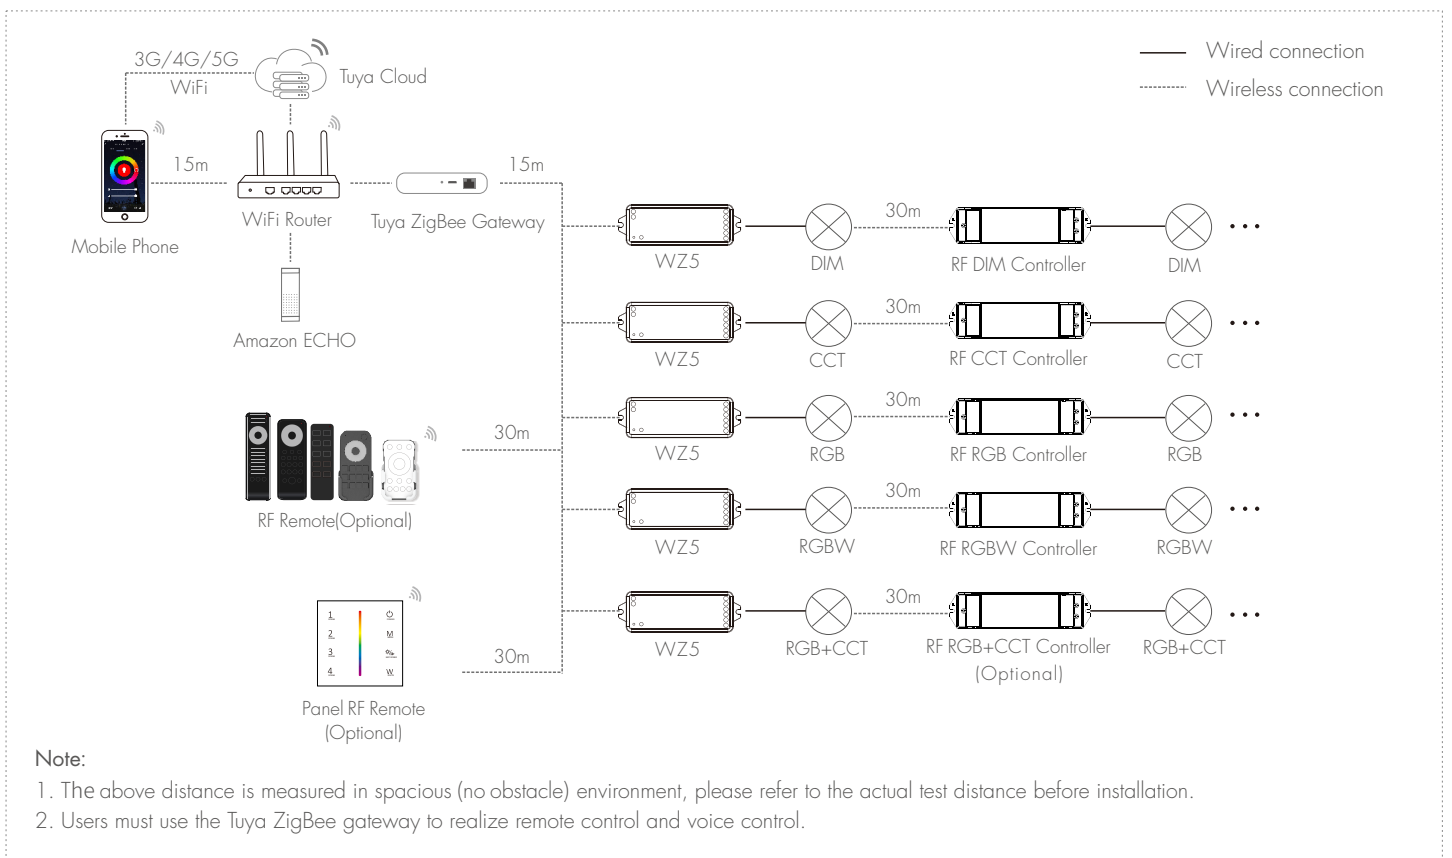 3G/4G/5G
WiFi
Tuya Cloud
Wired connection
Wireless connection
15m
15m
WiFi Router
Tuya ZigBee Gateway
Mobile Phone
Amazon ECHO
WZ5
DIM
30m
RF DIM Controller
DIM
WZ5
CCT
30m
RF CCT Controller
CCT
WZ5
RGB
30m
RF RGB Controller
RGB
WZ5
RGBW
30m
RF RGBW Controller
RGBW
WZ5
RGB+CCT
30m
RF RGB+CCT Controller
(Optional)
RGB+CCT
30m
RF Remote(Optional)
1
2
M
3
4
W
30m
Panel RF Remote
(Optional)
Note:
1. The above distance is measured in spacious (no obstacle) environment, please refer to the actual test distance before installation.
2. Users must use the Tuya ZigBee gateway to realize remote control and voice control.